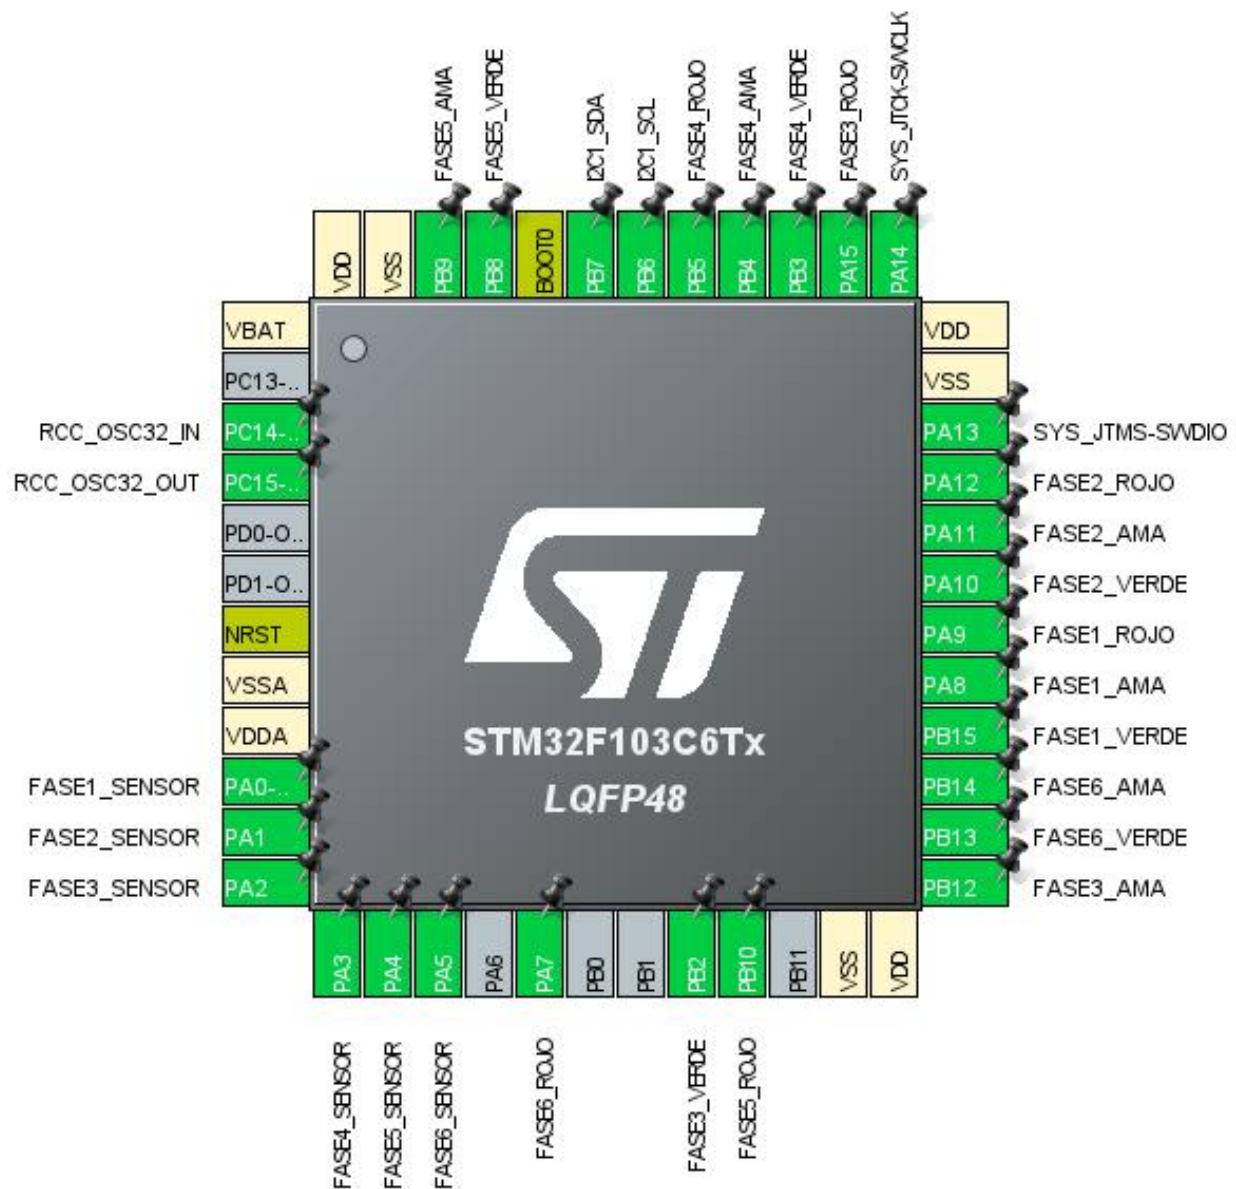 FASE5_AMA
FASE5_VERDE
I2C1_SDA
I2C1_SCL
FASE4_ROJO
FASE4_AMA
FASE4_VERDE
FASE3_ROJO
SYS_JTCK-SWCLK
VDD
VSS
PB9
PB8
BOOT0
PB7
PB6
PB5
PB4
PB3
PA15
PA14
VBAT
PC13-..
RCC_OSC32_IN PC14-..
RCC_OSC32_OUT PC15-..
PD0-O..
PD1-O..
NRST
VSSA
VDDA
FASE1_SENSOR PA0-..
FASE2_SENSOR PA1
FASE3_SENSOR PA2
STM32F103C6Tx
LQFP48
VDD
VSS
PA13 SYS_JTMS-SWDIO
PA12 FASE2_ROJO
PA11 FASE2_AMA
PA10 FASE2_VERDE
PA9 FASE1_ROJO
PA8 FASE1_AMA
PB15 FASE1_VERDE
PB14 FASE6_AMA
PB13 FASE6_VERDE
PB12 FASE3_AMA
PA3
PA4
PA5
PA6
PA7
PB0
PB1
PB2
PB10
PB11
VSS
VDD
FASE4_SENSOR
FASE5_SENSOR
FASE6_SENSOR
FASE6_ROJO
FASE3_VERDE
FASE5_ROJO